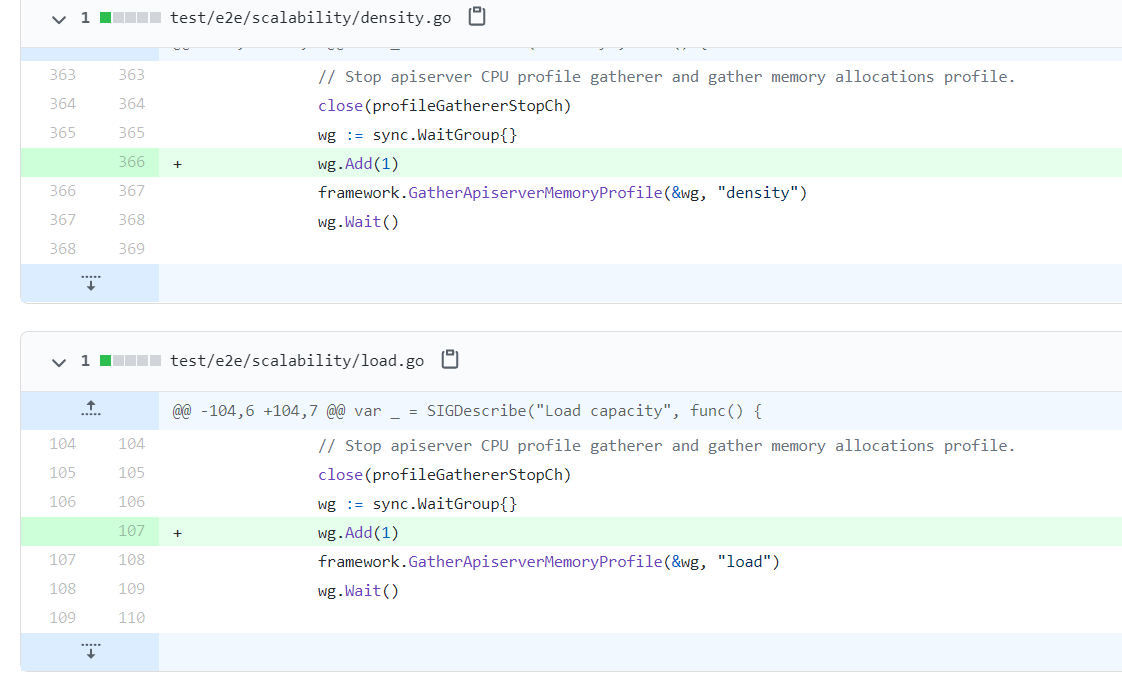 1 test/e2e/scalability/density.go
363 363 // Stop apiserver CPU profile gatherer and gather memory allocations profile.
364 364 close(profileGathererStopCh)
365 365 wg := sync.WaitGroup{}
366 + wg.Add(1)
366 367 framework.GatherApiserverMemoryProfile(&wg, "density")
367 368 wg.Wait()
368 369
1 test/e2e/scalability/load.go
@@ -104,6 +104,7 @@ var _ = SIGDescribe("Load capacity", func() {
104 104 // Stop apiserver CPU profile gatherer and gather memory allocations profile.
105 105 close(profileGathererStopCh)
106 106 wg := sync.WaitGroup{}
107 + wg.Add(1)
107 108 framework.GatherApiserverMemoryProfile(&wg, "load")
108 109 wg.Wait()
109 110